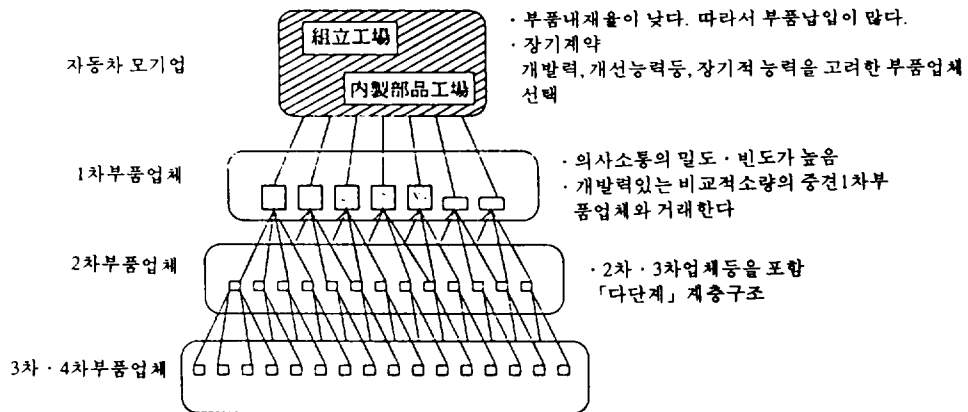 組立工場
內製部品工場
자동차 모기업
· 부품내재율이 낮다. 따라서 부품납입이 많다.
· 장기계약
개발력, 개선능력등, 장기적 능력을 고려한 부품업체
선택
1차부품업체
· 의사소통의 밀도 · 빈도가 높음
· 개발력있는 비교적소량의 중견1차부
품업체와 거래한다
2차부품업체
· 2차 · 3차업체등을 포함
「다단계」 계층구조
3차 · 4차부품업체